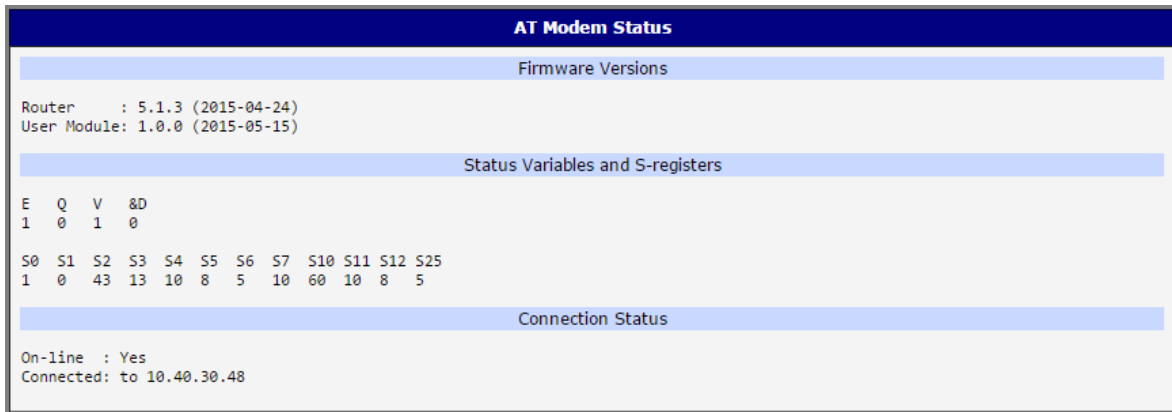 AT Modem Status
Firmware Versions
Router     : 5.1.3 (2015-04-24)
User Module: 1.0.0 (2015-05-15)
Status Variables and S-registers
E   Q   V   &D
1   0   1   0
S0  S1  S2  S3  S4  S5  S6  S7  S10 S11 S12 S25
1   0   43  13  10  8   5   10  60  10  8   5
Connection Status
On-line  : Yes
Connected: to 10.40.30.48